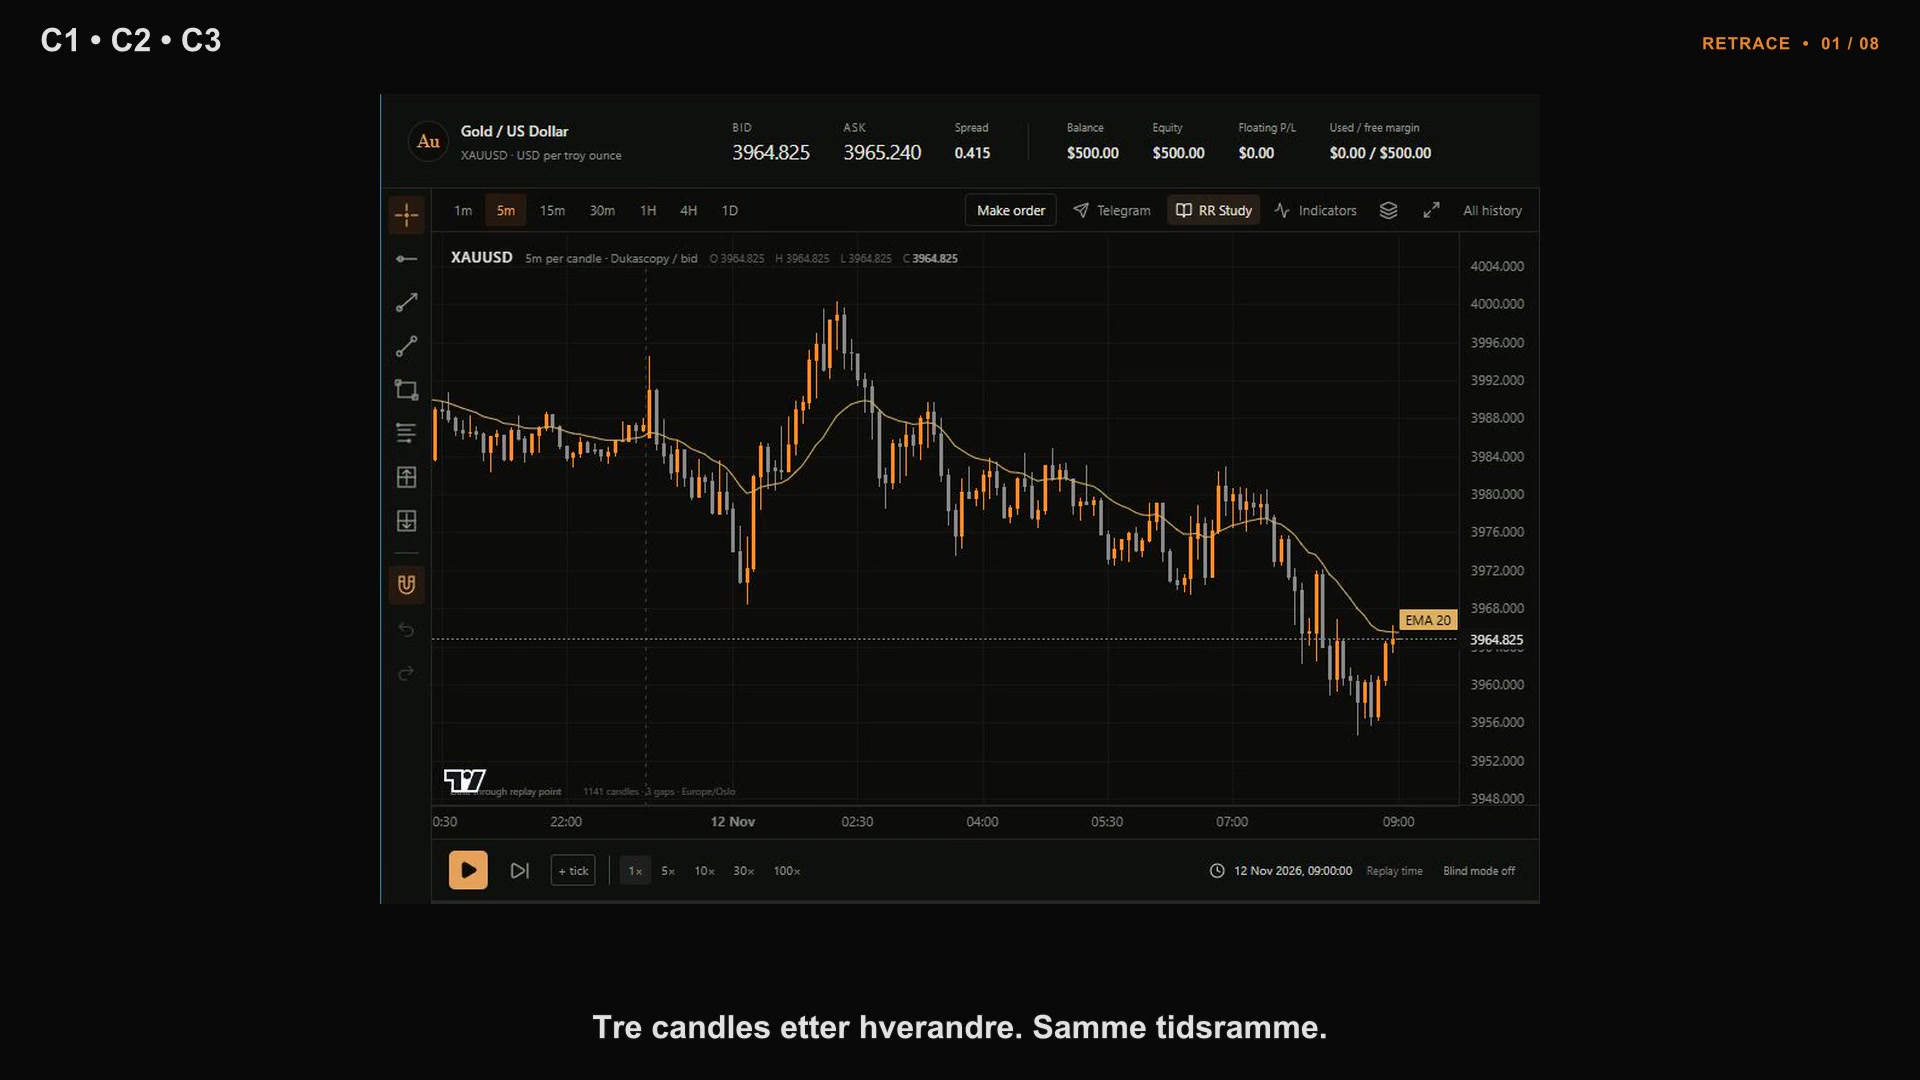 C1 • C2 • C3
RETRACE • 01 / 08
Au
Gold / US Dollar
XAUUSD · USD per troy ounce
BID
3964.825
ASK
3965.240
Spread
0.415
Balance
$500.00
Equity
$500.00
Floating P/L
$0.00
Used / free margin
$0.00 / $500.00
1m 5m 15m 30m 1H 4H 1D
Make order Telegram RR Study Indicators All history
XAUUSD 5m per candle · Dukascopy / bid O 3964.825 H 3964.825 L 3964.825 C 3964.825
4004.000
4000.000
3996.000
3992.000
3988.000
3984.000
3980.000
3976.000
3972.000
3968.000
EMA 20
3964.825
3960.000
3956.000
3952.000
3948.000
through replay point 1141 candles · 3 gaps · Europe/Oslo
0:30 22:00 12 Nov 02:30 04:00 05:30 07:00 09:00
+ tick 1× 5× 10× 30× 100×
12 Nov 2026, 09:00:00 Replay time Blind mode off
Tre candles etter hverandre. Samme tidsramme.